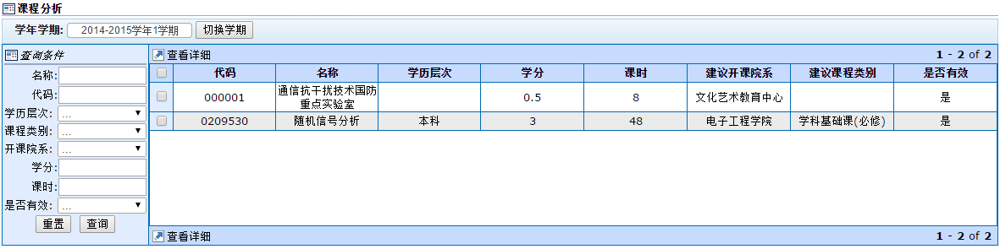 课程分析
学年学期: 2014-2015学年1学期 切换学期
查询条件
名称:
代码:
学历层次: ...
课程类别: ...
开课院系: ...
学分:
课时:
是否有效: ...
重置 查询
查看详细 1 - 2 of 2
代码 名称 学历层次 学分 课时 建议开课院系 建议课程类别 是否有效
000001 通信抗干扰技术国防重点实验室 0.5 8 文化艺术教育中心 是
0209530 随机信号分析 本科 3 48 电子工程学院 学科基础课(必修) 是
查看详细 1 - 2 of 2